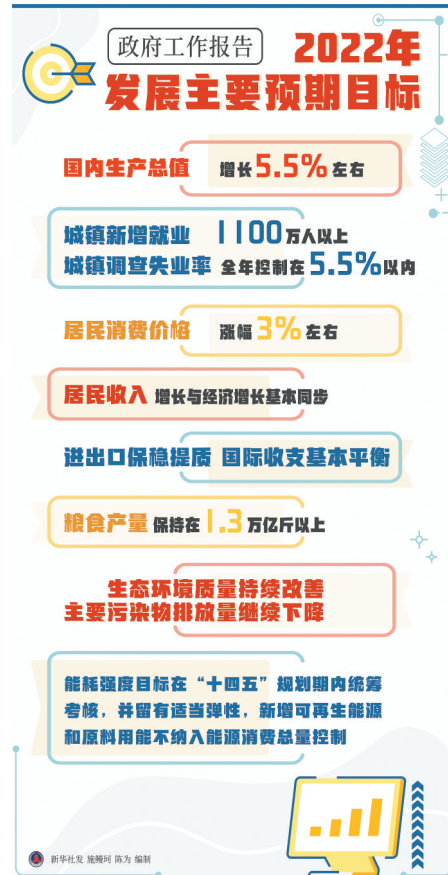 政府工作报告
2022年
发展主要预期目标
国内生产总值 增长5.5%左右
城镇新增就业 1100万人以上
城镇调查失业率 全年控制在5.5%以内
居民消费价格 涨幅3%左右
居民收入 增长与经济增长基本同步
进出口保稳提质 国际收支基本平衡
粮食产量 保持在1.3万亿斤以上
生态环境质量持续改善
主要污染物排放量继续下降
能耗强度目标在“十四五”规划期内统筹
考核，并留有适当弹性，新增可再生能源
和原料用能不纳入能源消费总量控制
新华社发 施鳗珂 陈为 编制